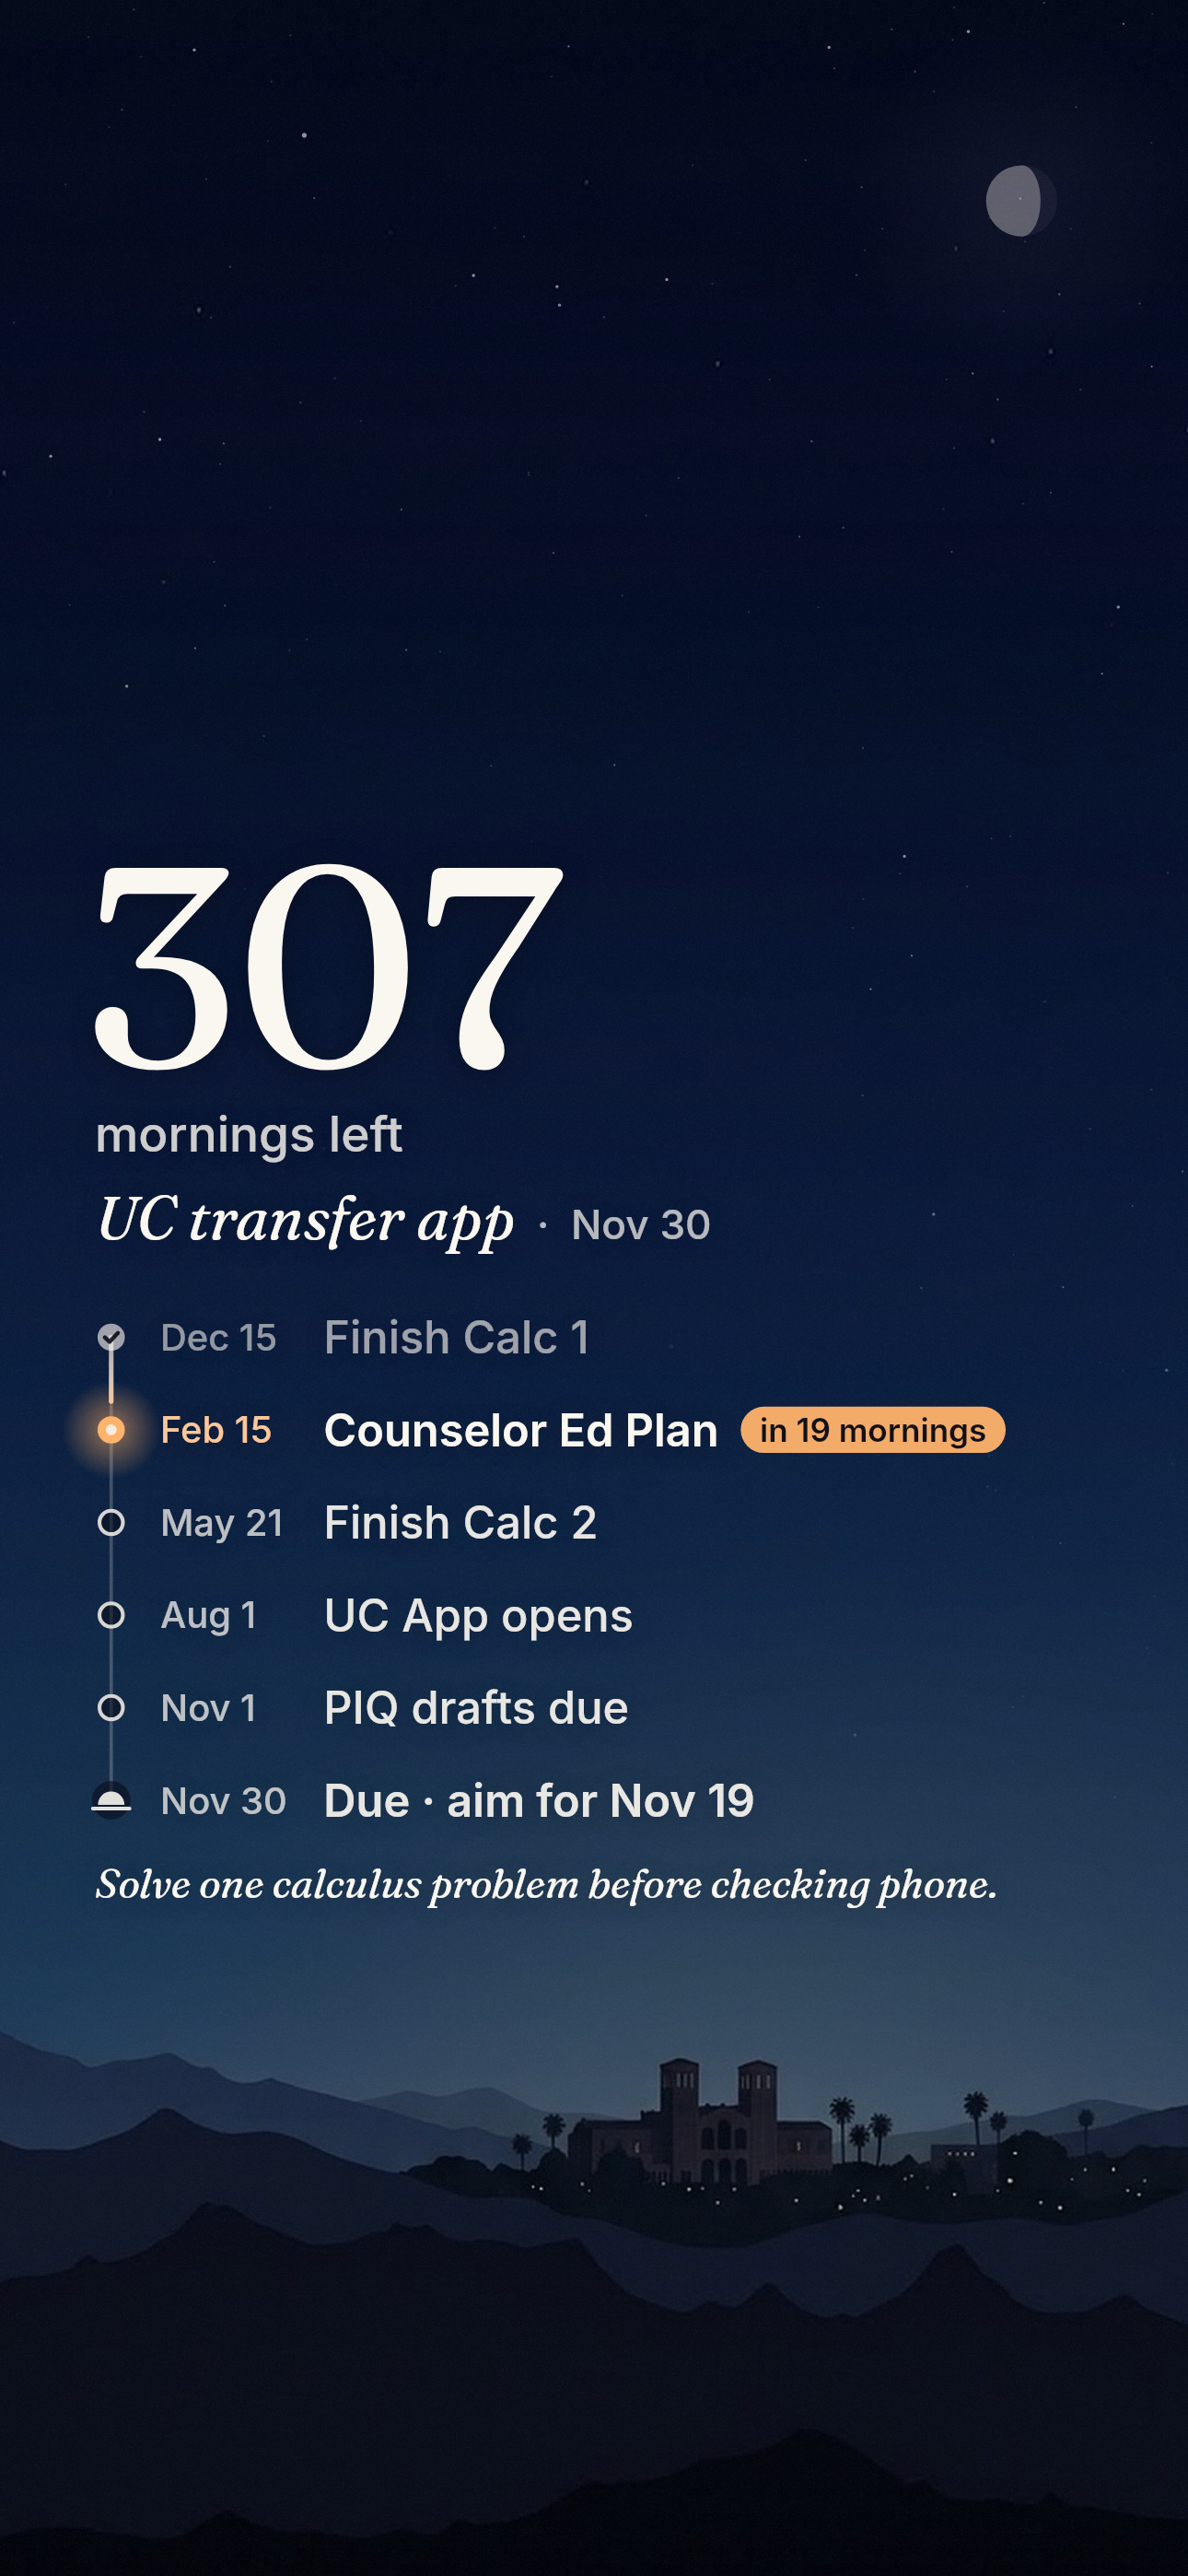 307
mornings left
UC transfer app · Nov 30
Dec 15 Finish Calc 1
Feb 15 Counselor Ed Plan in 19 mornings
May 21 Finish Calc 2
Aug 1 UC App opens
Nov 1 PIQ drafts due
Nov 30 Due · aim for Nov 19
Solve one calculus problem before checking phone.